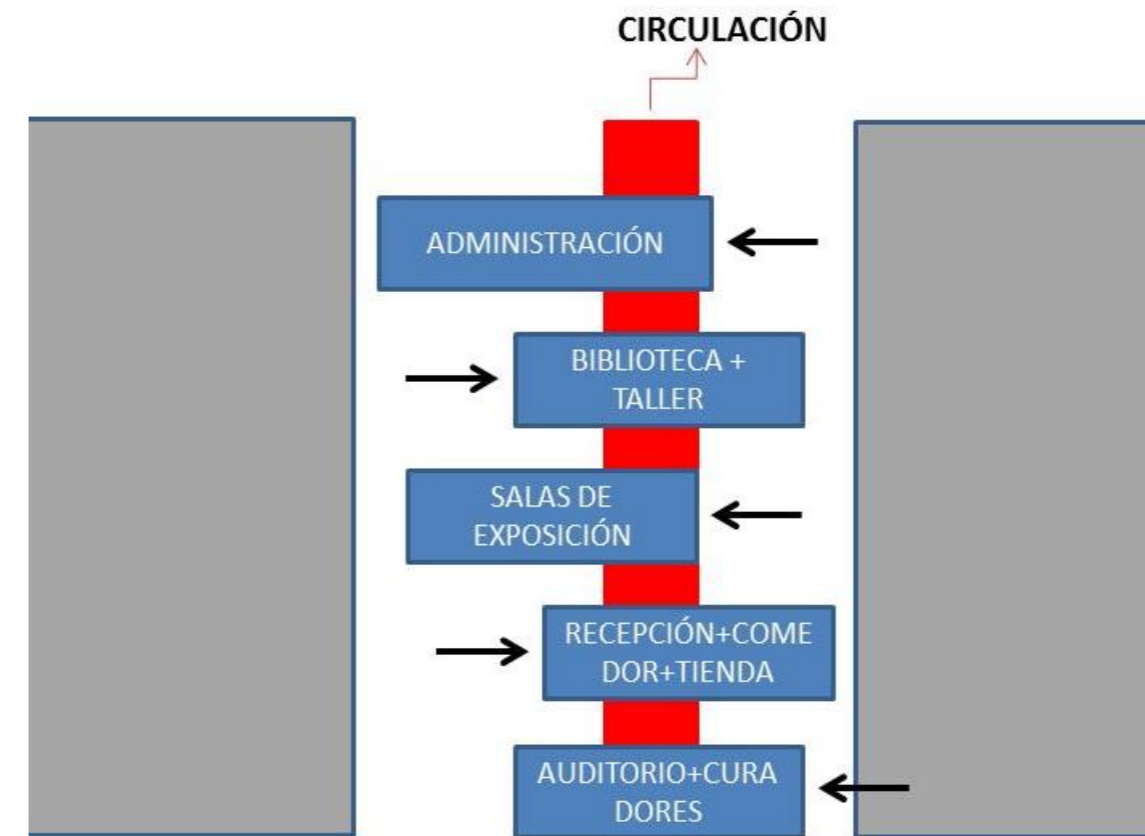 CIRCULACIÓN
ADMINISTRACIÓN
BIBLIOTECA +
TALLER
SALAS DE
EXPOSICIÓN
RECEPCIÓN+COME
DOR+TIENDA
AUDITORIO+CURA
DORES